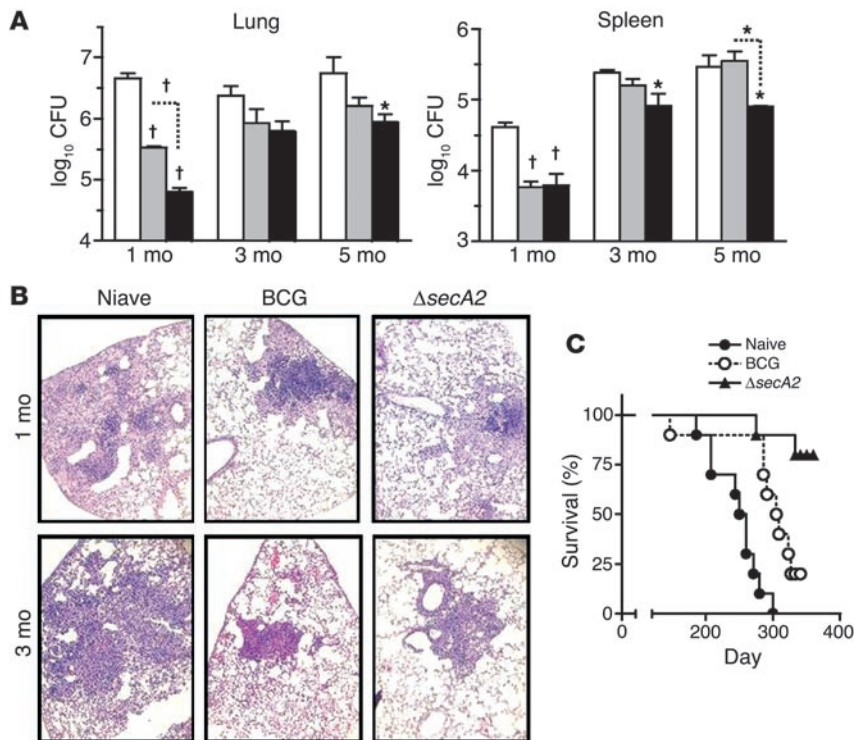 A
Lung
Spleen
log10 CFU
7
6
5
4
†
†
†
*
1 mo
3 mo
5 mo
log10 CFU
6
5
4
3
†
†
*
*
*
1 mo
3 mo
5 mo
B
Niave
BCG
ΔsecA2
1 mo
3 mo
C
Naive
BCG
ΔsecA2
Survival (%)
100
75
50
25
0
0
200
300
400
Day